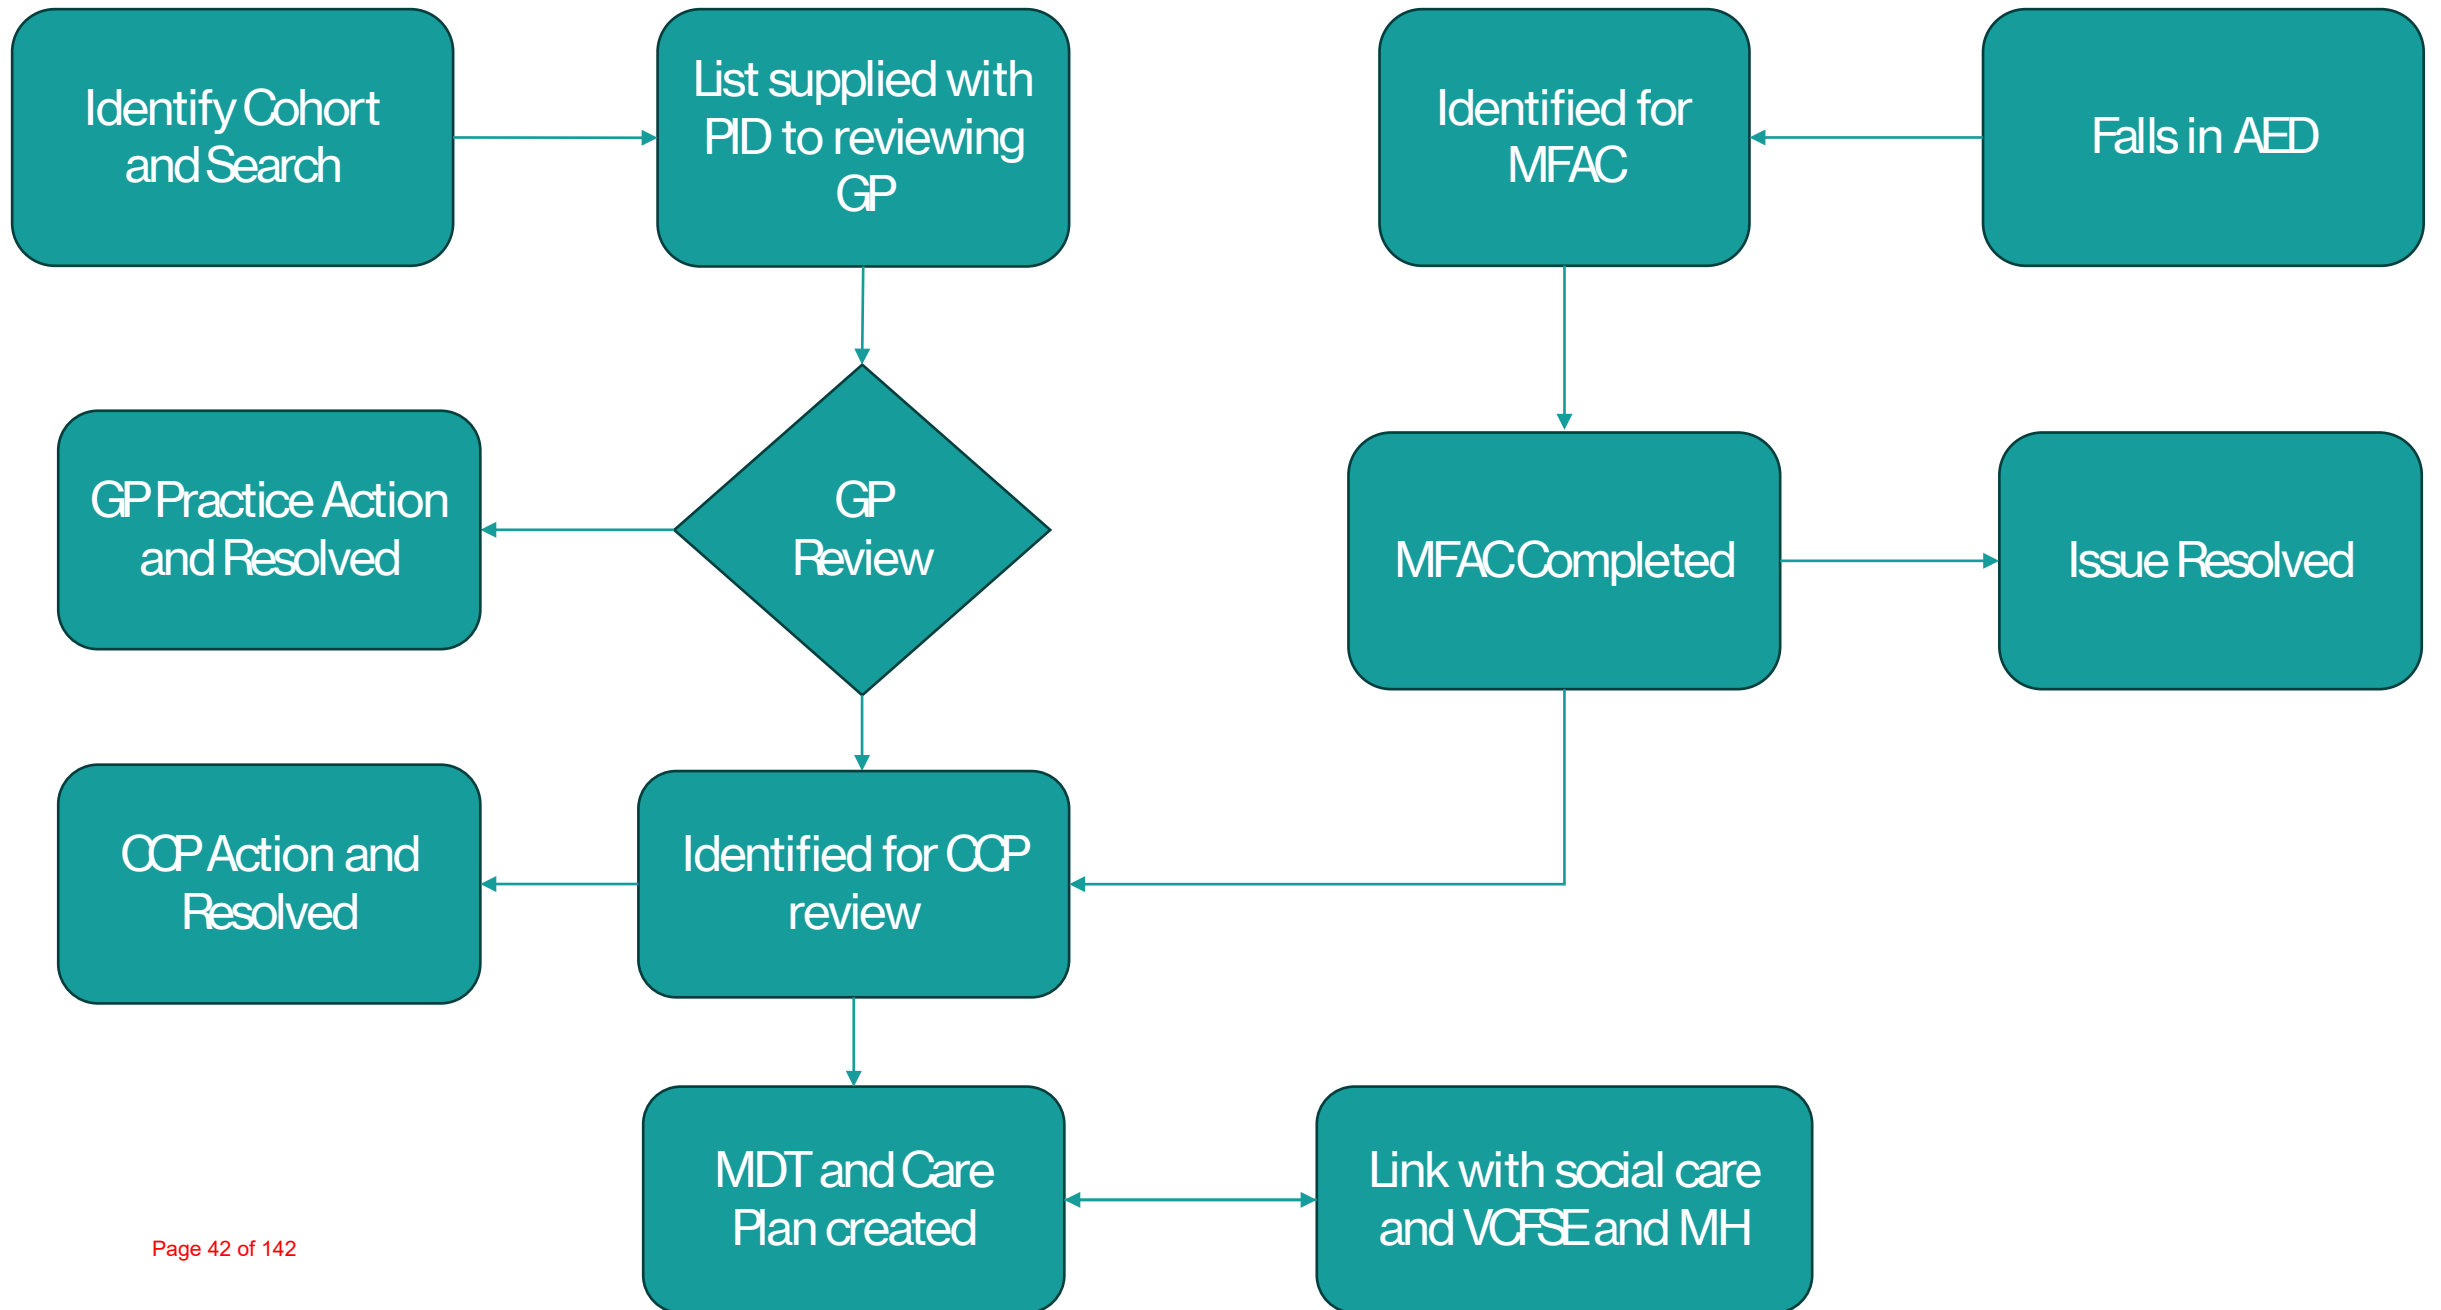 Identify Cohort
and Search
List supplied with
PID to reviewing
GP
Identified for
MFAC
Falls in AED
GP Practice Action
and Resolved
GP
Review
MFAC Completed
Issue Resolved
CCP Action and
Resolved
Identified for CCP
review
MDT and Care
Plan created
Link with social care
and VCFSE and MH
Page 42 of 142